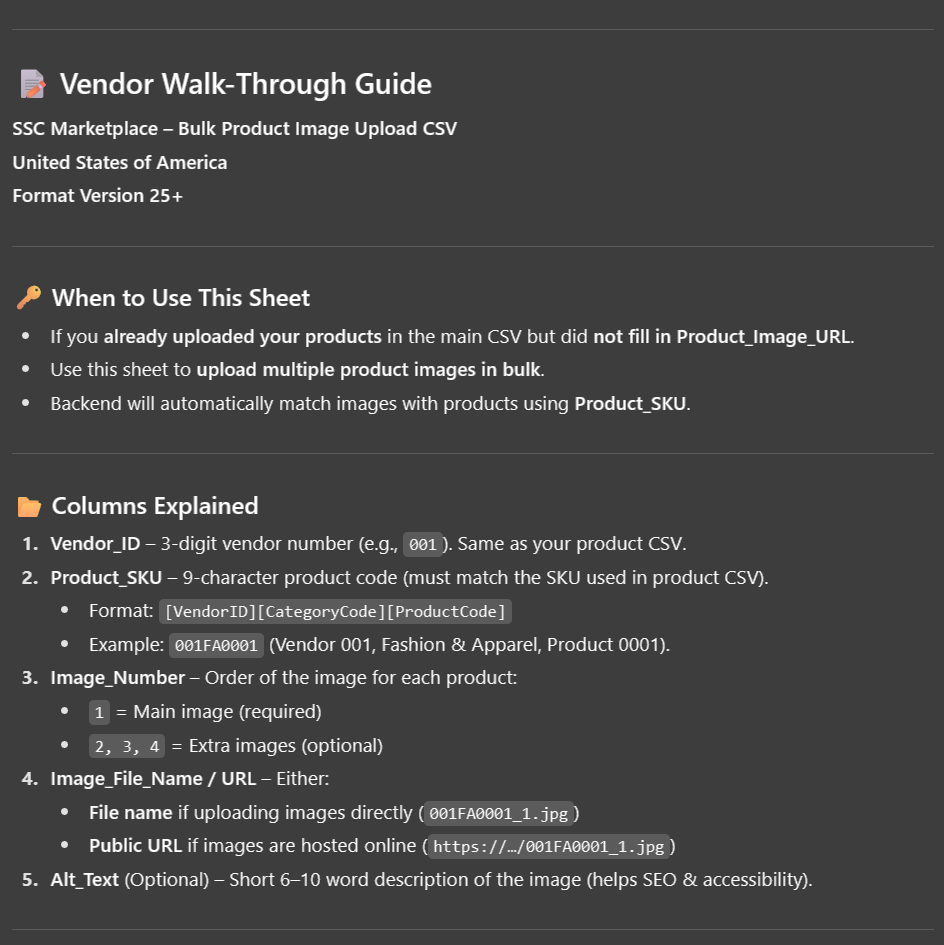 Vendor Walk-Through Guide
SSC Marketplace – Bulk Product Image Upload CSV
United States of America
Format Version 25+
When to Use This Sheet
• If you already uploaded your products in the main CSV but did not fill in Product_Image_URL.
• Use this sheet to upload multiple product images in bulk.
• Backend will automatically match images with products using Product_SKU.
Columns Explained
1. Vendor_ID – 3-digit vendor number (e.g., 001). Same as your product CSV.
2. Product_SKU – 9-character product code (must match the SKU used in product CSV).
• Format: [VendorID][CategoryCode][ProductCode]
• Example: 001FA0001 (Vendor 001, Fashion & Apparel, Product 0001).
3. Image_Number – Order of the image for each product:
• 1 = Main image (required)
• 2, 3, 4 = Extra images (optional)
4. Image_File_Name / URL – Either:
• File name if uploading images directly (001FA0001_1.jpg)
• Public URL if images are hosted online (https://…/001FA0001_1.jpg)
5. Alt_Text (Optional) – Short 6–10 word description of the image (helps SEO & accessibility).